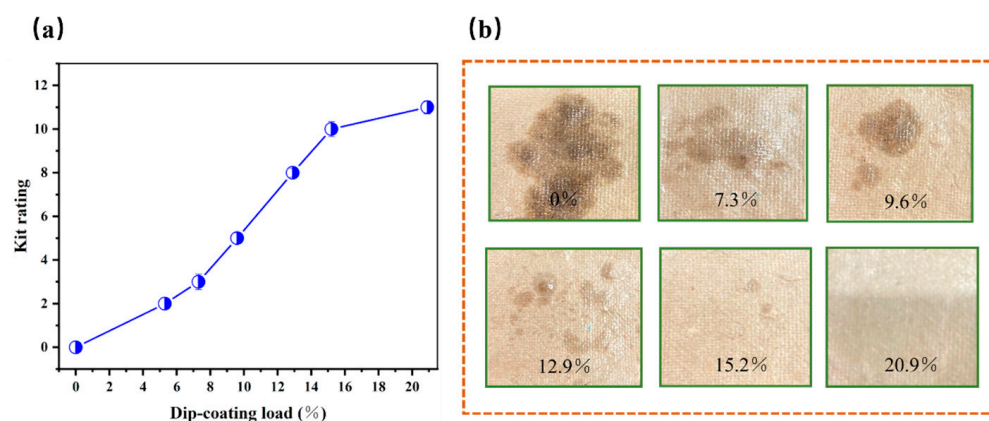 (a)
12
10
8
6
4
2
0
Kit rating
0 2 4 6 8 10 12 14 16 18 20
Dip-coating load (%)
(b)
0% 7.3% 9.6%
12.9% 15.2% 20.9%